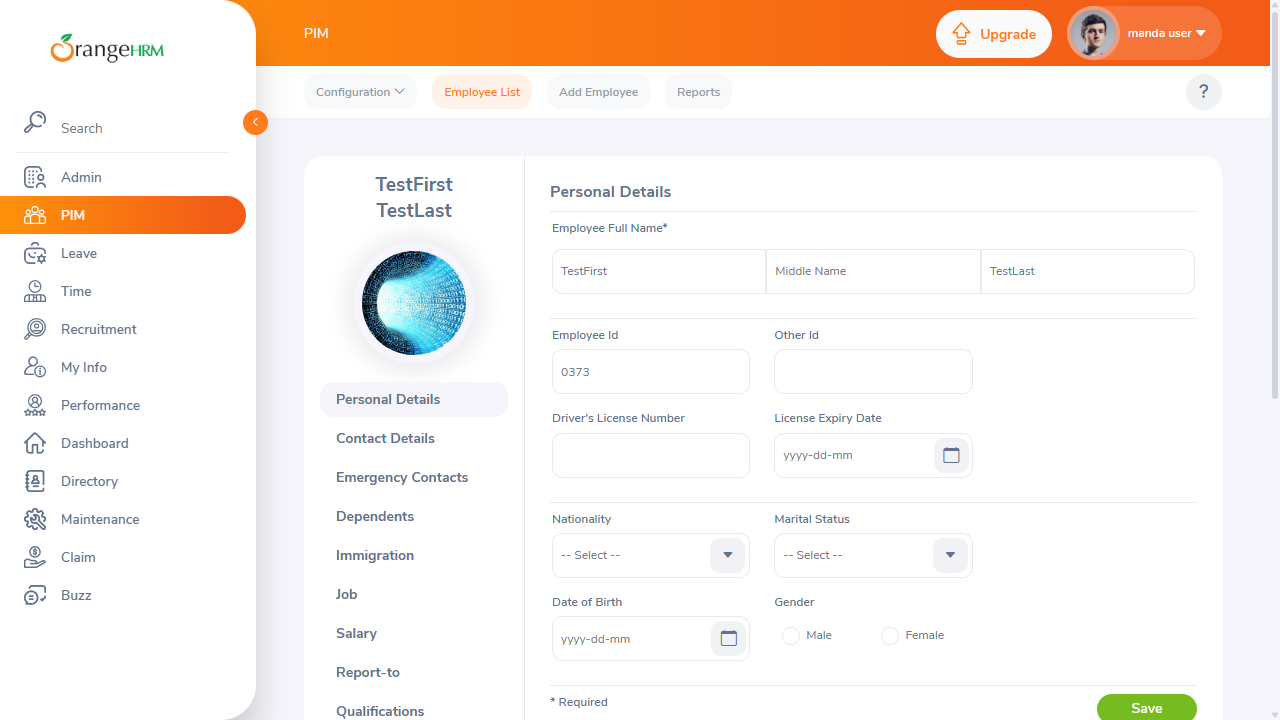 OrangeHRM
Search
Admin
PIM
Leave
Time
Recruitment
My Info
Performance
Dashboard
Directory
Maintenance
Claim
Buzz
PIM
Upgrade
manda user
Configuration
Employee List
Add Employee
Reports
?
TestFirst
TestLast
Personal Details
Contact Details
Emergency Contacts
Dependents
Immigration
Job
Salary
Report-to
Qualifications
Personal Details
Employee Full Name*
TestFirst Middle Name TestLast
Employee Id Other Id
0373
Driver's License Number License Expiry Date
yyyy-dd-mm
Nationality Marital Status
-- Select -- -- Select --
Date of Birth Gender
yyyy-dd-mm Male Female
* Required Save